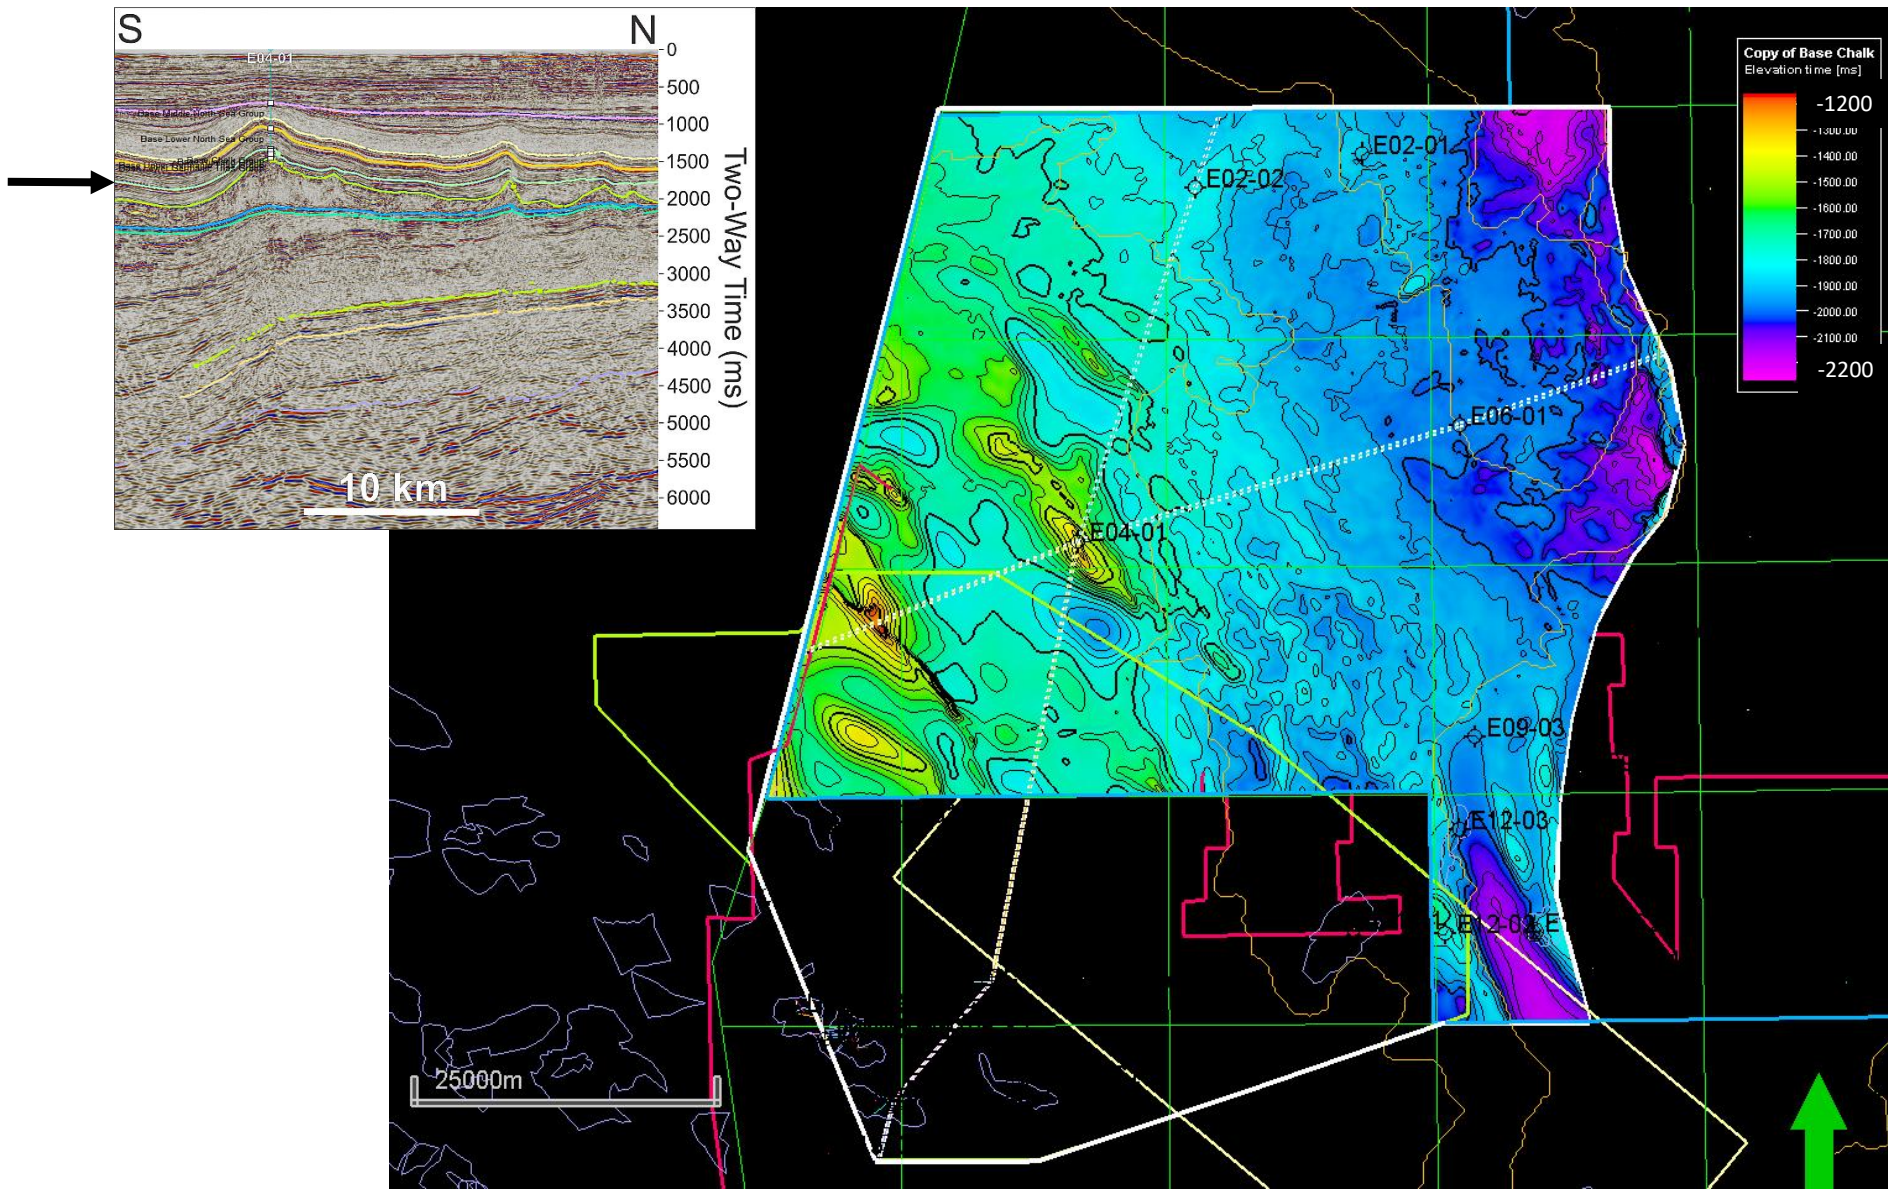 S
N
E04-01
Base Middle North Sea Group
Base Lower North Sea Group
0
500
1000
1500
2000
2500
3000
3500
4000
4500
5000
5500
6000
Two-Way Time (ms)
10 km
Copy of Base Chalk
Elevation time [ms]
-1200
-1300.00
-1400.00
-1500.00
-1600.00
-1700.00
-1800.00
-1900.00
-2000.00
-2100.00
-2200
E02-01
E02-02
E06-01
E04-01
E09-03
E12-03
E12-02
E
25000m